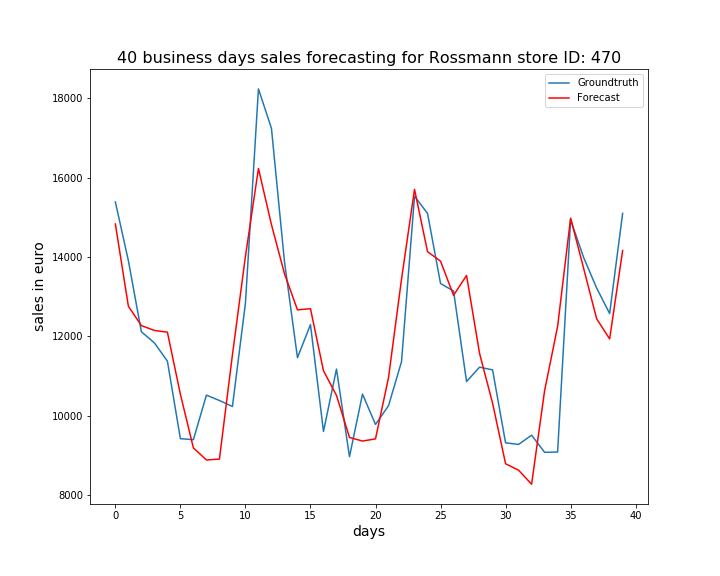 40 business days sales forecasting for Rossmann store ID: 470
Groundtruth
Forecast
18000
16000
14000
12000
10000
8000
sales in euro
0 5 10 15 20 25 30 35 40
days